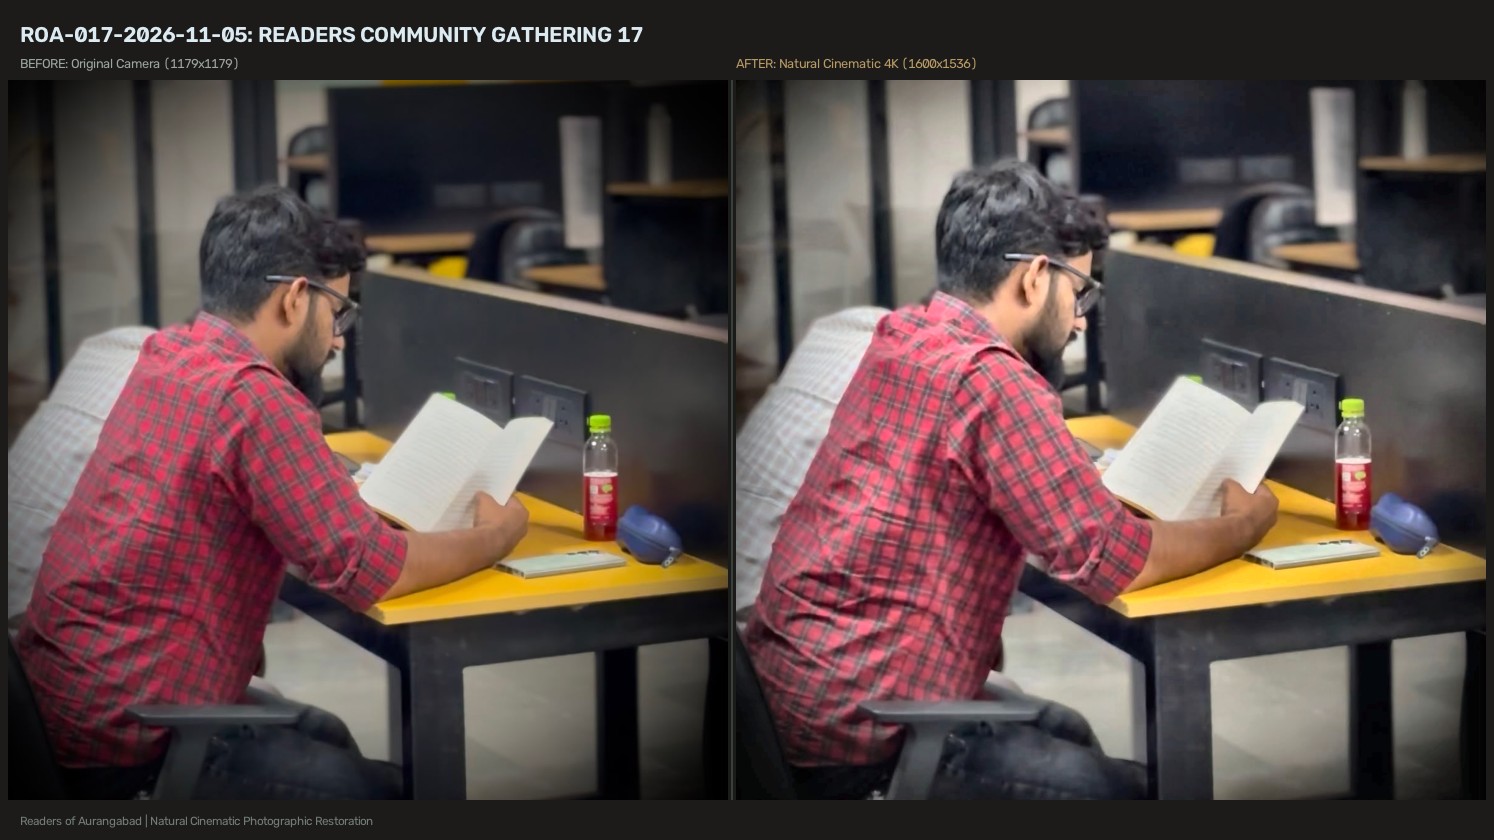 ROA-017-2026-11-05: READERS COMMUNITY GATHERING 17
BEFORE: Original Camera (1179x1179)
AFTER: Natural Cinematic 4K (1600x1536)
Readers of Aurangabad | Natural Cinematic Photographic Restoration